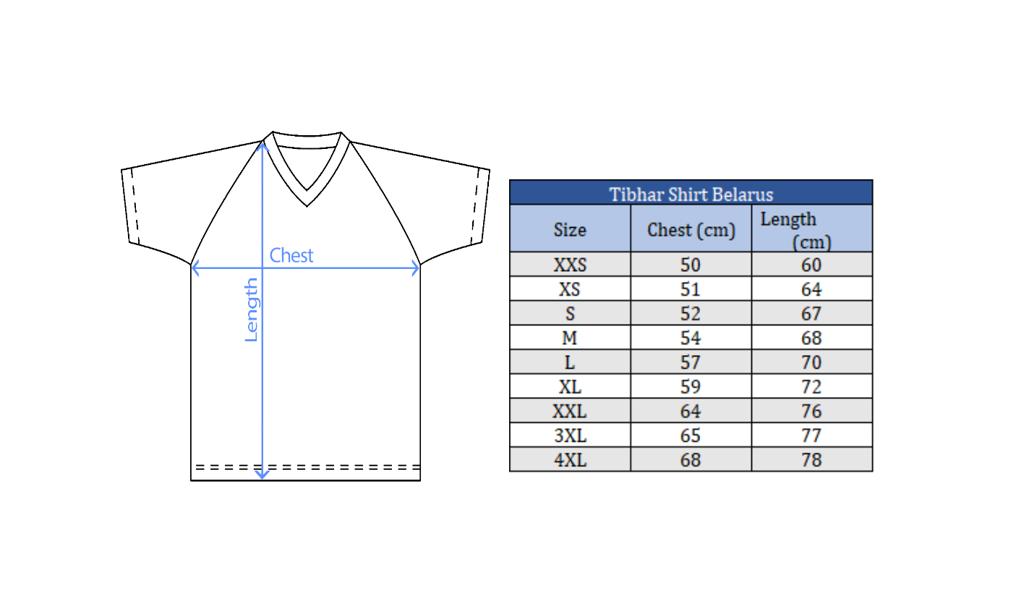 Chest
Length
Tibhar Shirt Belarus
Size Chest (cm) Length (cm)
XXS 50 60
XS 51 64
S 52 67
M 54 68
L 57 70
XL 59 72
XXL 64 76
3XL 65 77
4XL 68 78